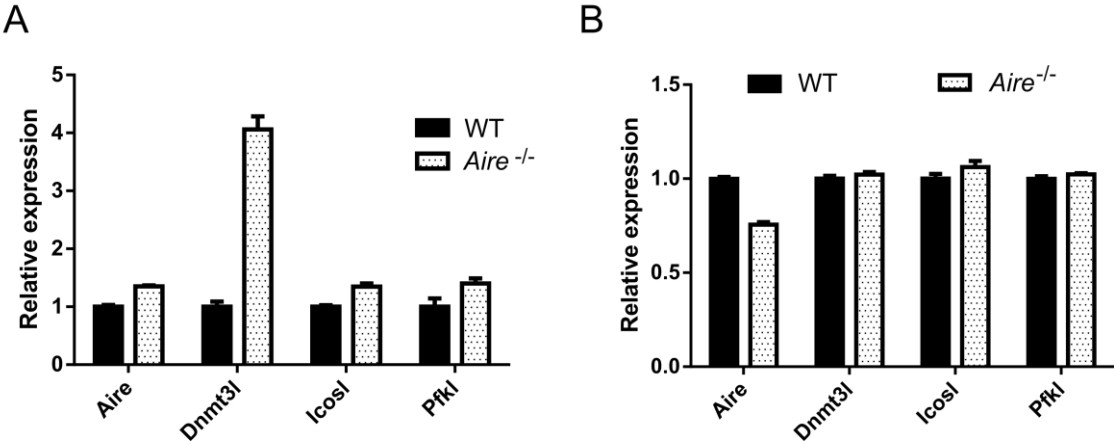 A
Relative expression
5
4
3
2
1
0
WT
Aire -/-
Aire
Dnmt3l
Icosl
Pfkl
B
Relative expression
1.5
1.0
0.5
0.0
WT
Aire-/-
Aire
Dnmt3l
Icosl
Pfkl